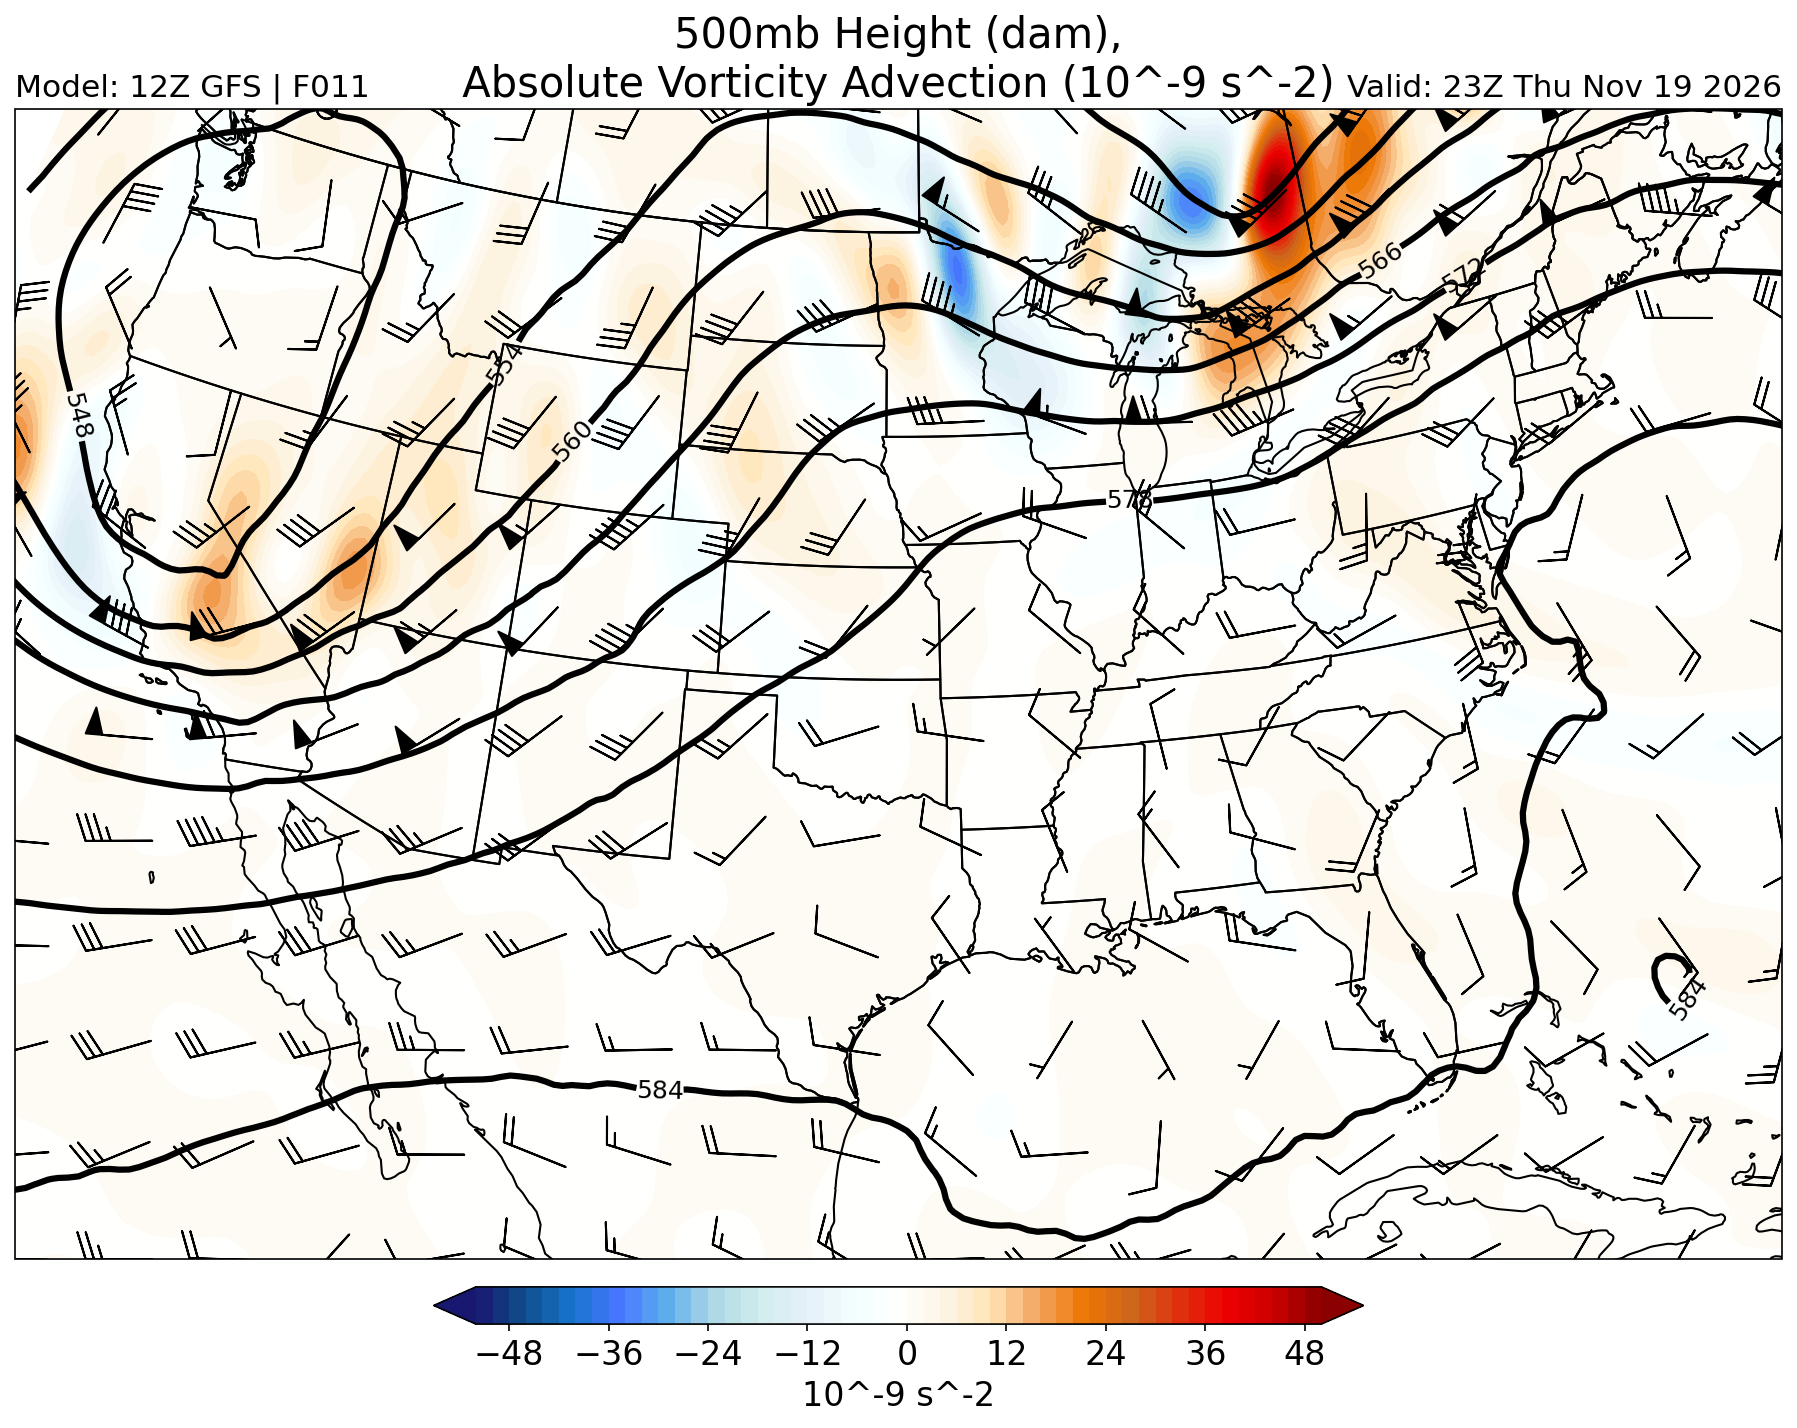 500mb Height (dam),
Model: 12Z GFS | F011
Absolute Vorticity Advection (10^-9 s^-2)
Valid: 23Z Thu Nov 19 2026
566
572
554
548
560
578
584
584
−48 −36 −24 −12 0 12 24 36 48
10^-9 s^-2